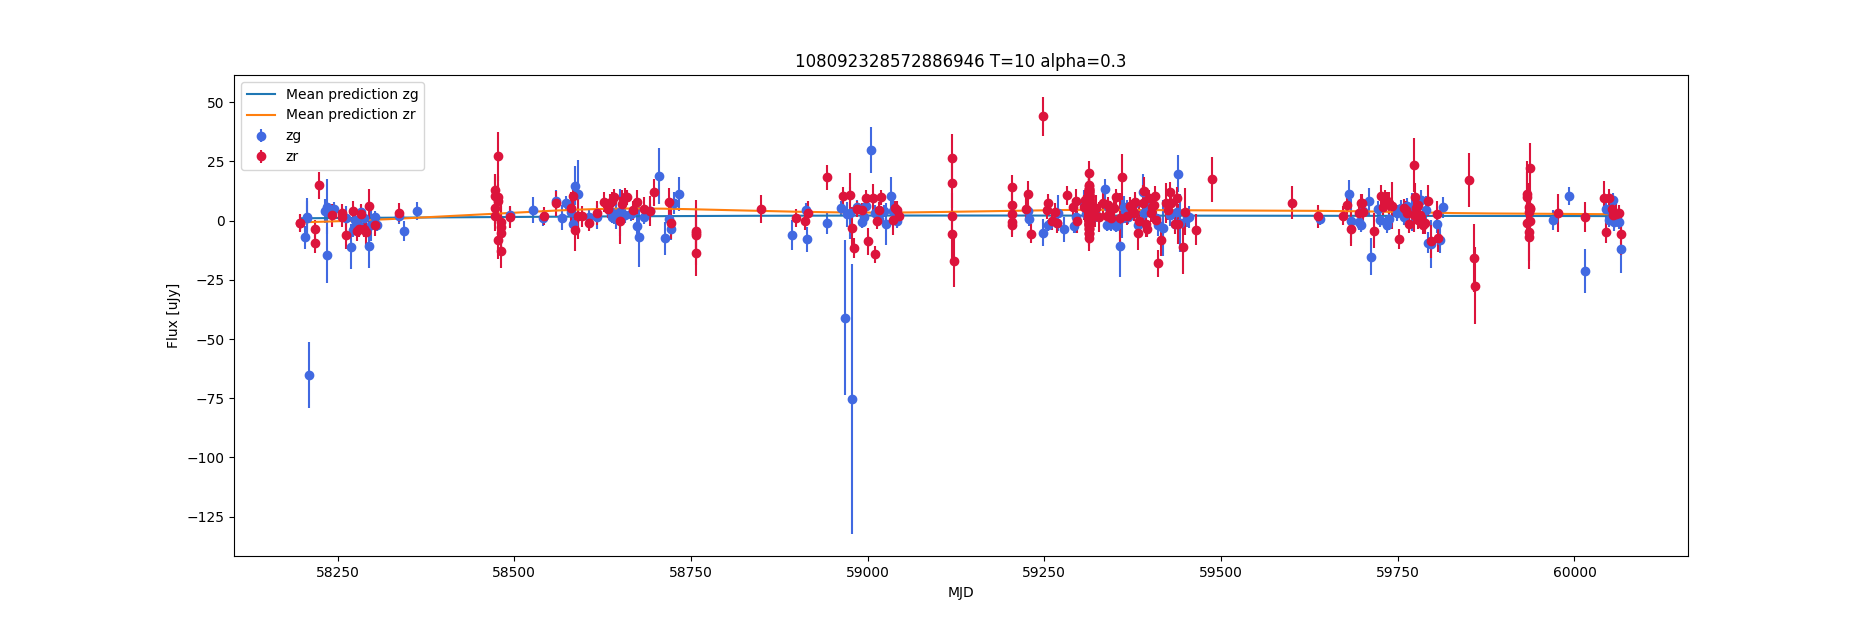 108092328572886946 T=10 alpha=0.3
Mean prediction zg
Mean prediction zr
zg
zr
50
25
0
−25
−50
−75
−100
−125
Flux [uJy]
58250 58500 58750 59000 59250 59500 59750 60000
MJD